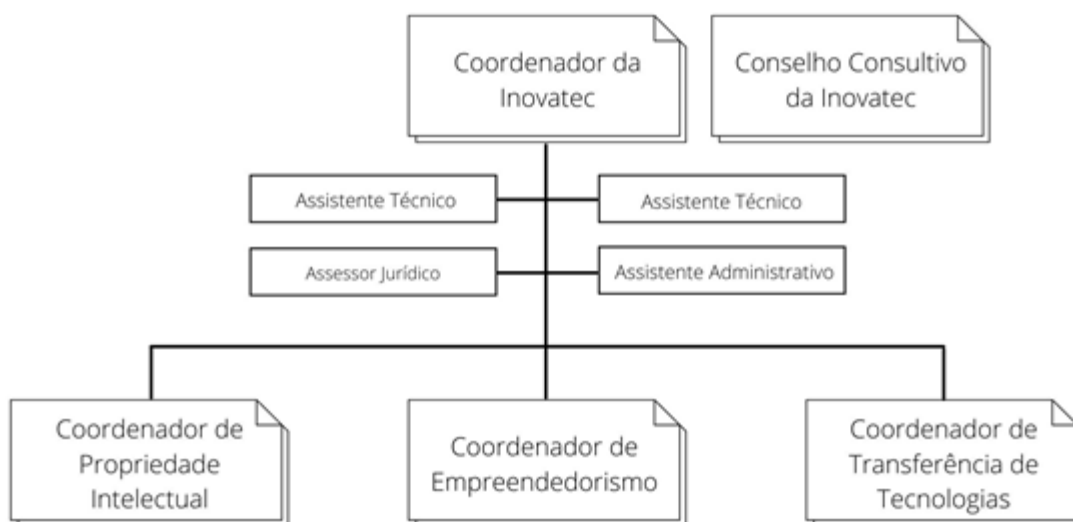 Coordenador da
Inovatec
Conselho Consultivo
da Inovatec
Assistente Técnico
Assistente Técnico
Assessor Jurídico
Assistente Administrativo
Coordenador de
Propriedade
Intelectual
Coordenador de
Empreendedorismo
Coordenador de
Transferência de
Tecnologias